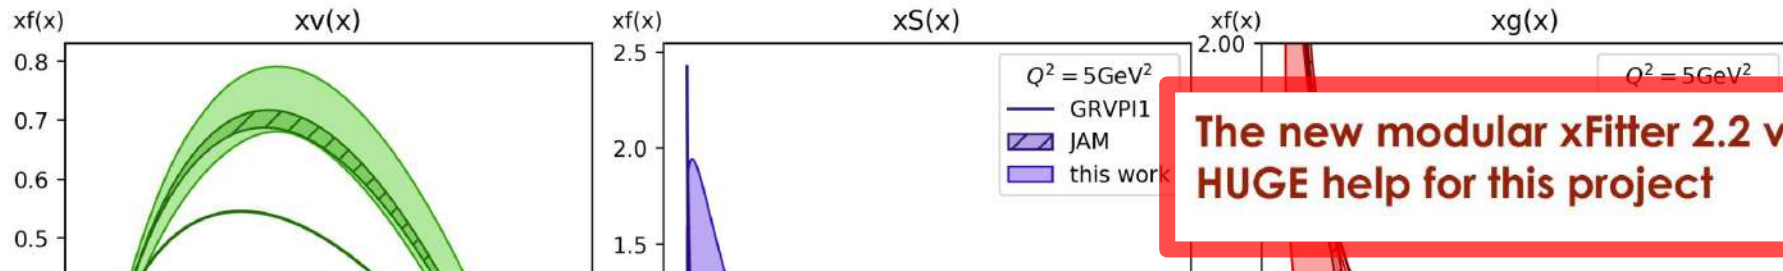 xf(x)
xv(x)
0.8
0.7
0.6
0.5
xf(x)
xS(x)
2.5
2.0
1.5
Q² = 5GeV²
GRVPI1
JAM
this work
xf(x)
xg(x)
2.00
Q² = 5GeV²
The new modular xFitter 2.2 v
HUGE help for this project